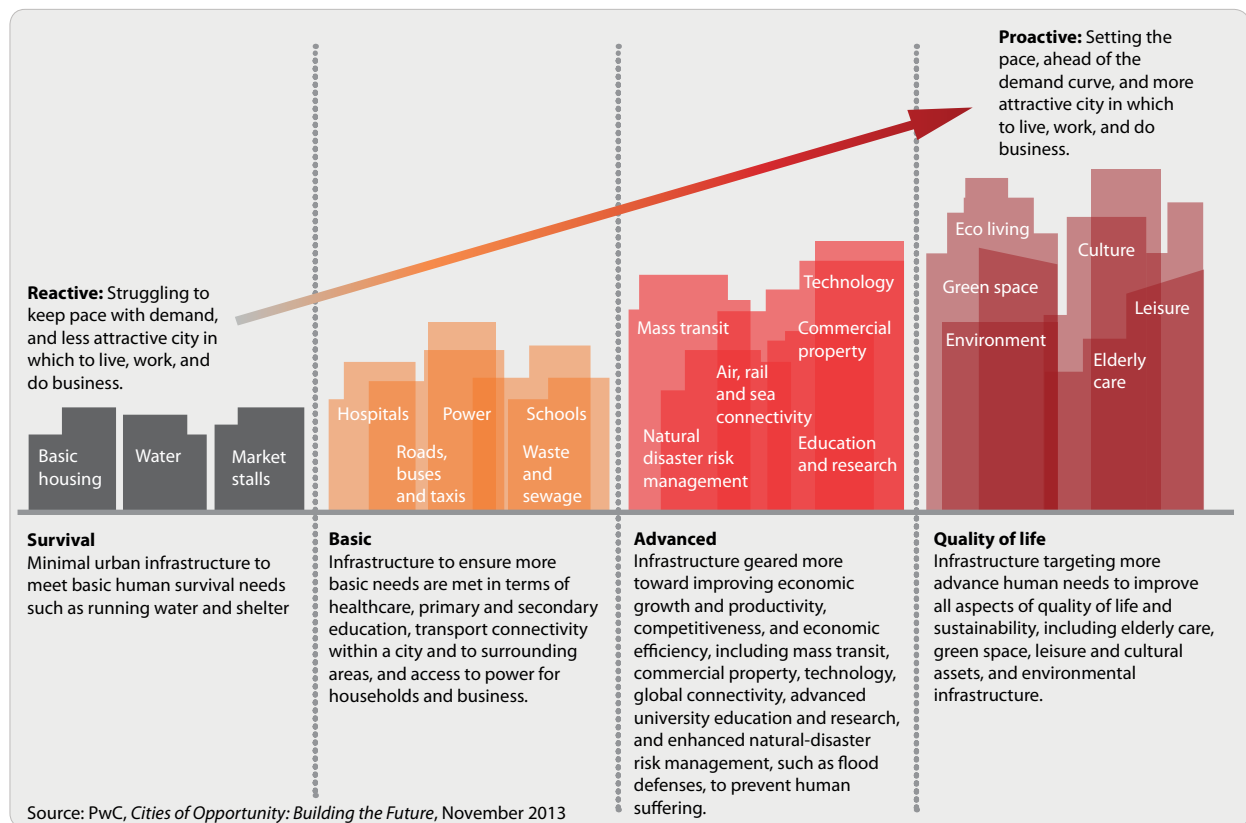 Proactive: Setting the
pace, ahead of the
demand curve, and more
attractive city in which
to live, work, and do
business.
Reactive: Struggling to
keep pace with demand,
and less attractive city in
which to live, work, and
do business.
Basic
housing
Water
Market
stalls
Hospitals
Power
Schools
Roads,
buses
and taxis
Waste
and
sewage
Mass transit
Technology
Commercial
property
Air, rail
and sea
connectivity
Natural
disaster risk
management
Education
and research
Eco living
Culture
Green space
Leisure
Environment
Elderly
care
Survival
Minimal urban infrastructure to
meet basic human survival needs
such as running water and shelter
Basic
Infrastructure to ensure more
basic needs are met in terms of
healthcare, primary and secondary
education, transport connectivity
within a city and to surrounding
areas, and access to power for
households and business.
Advanced
Infrastructure geared more
toward improving economic
growth and productivity,
competitiveness, and economic
efficiency, including mass transit,
commercial property, technology,
global connectivity, advanced
university education and research,
and enhanced natural-disaster
risk management, such as flood
defenses, to prevent human
suffering.
Quality of life
Infrastructure targeting more
advance human needs to improve
all aspects of quality of life and
sustainability, including elderly care,
green space, leisure and cultural
assets, and environmental
infrastructure.
Source: PwC, Cities of Opportunity: Building the Future, November 2013